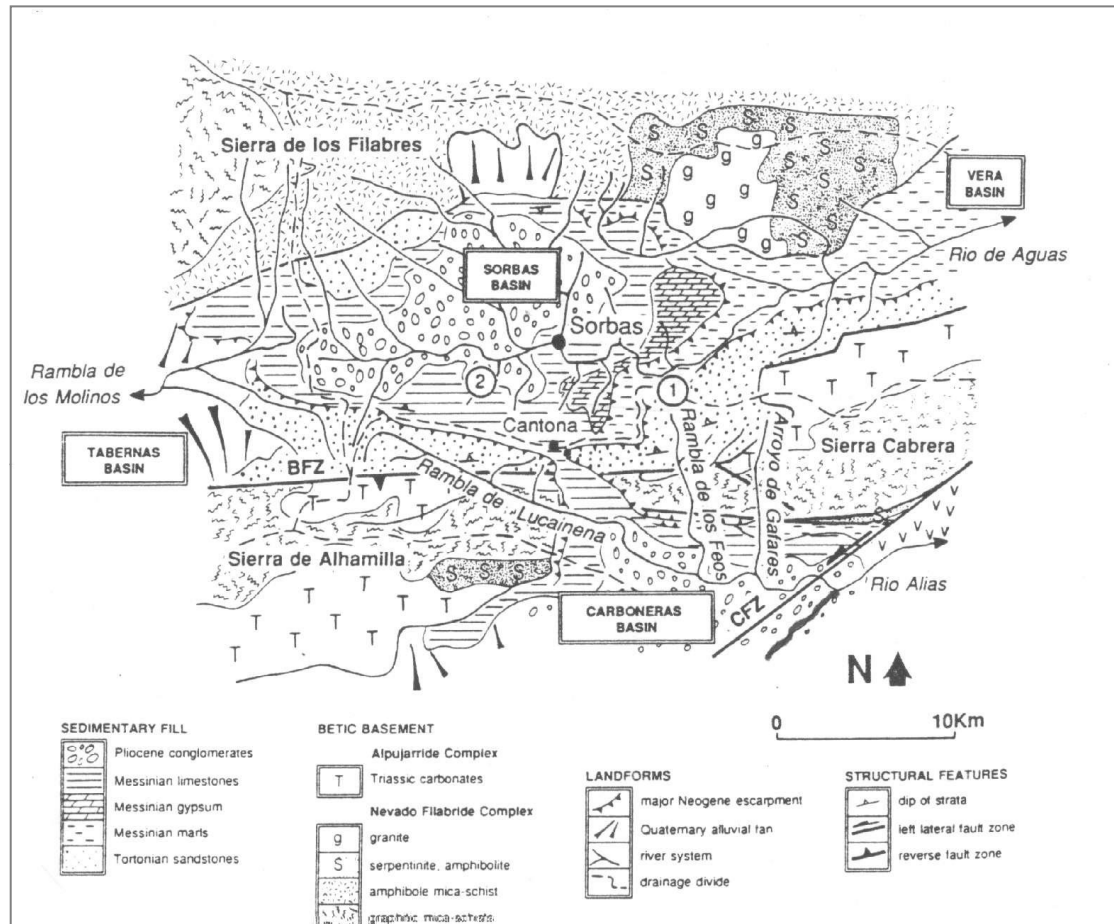 Sierra de los Filabres
VERA
BASIN
Rio de Aguas
SORBAS
BASIN
Sorbas
Rambla de
los Molinos
2
1
Cantona
TABERNAS
BASIN
BFZ
Rambla de Lucainena
Rambla de los Feos
Arroyo de Gafares
Sierra Cabrera
Sierra de Alhamilla
Rio Alias
CARBONERAS
BASIN
CFZ
N
0 10Km
SEDIMENTARY FILL
Pliocene conglomerates
Messinian limestones
Messinian gypsum
Messinian marls
Tortonian sandstones
BETIC BASEMENT
Alpujarride Complex
T Triassic carbonates
Nevado Filabride Complex
g granite
S serpentinite, amphibolite
amphibole mica-schist
graphitic mica-schists
LANDFORMS
major Neogene escarpment
Quaternary alluvial fan
river system
drainage divide
STRUCTURAL FEATURES
dip of strata
left lateral fault zone
reverse fault zone